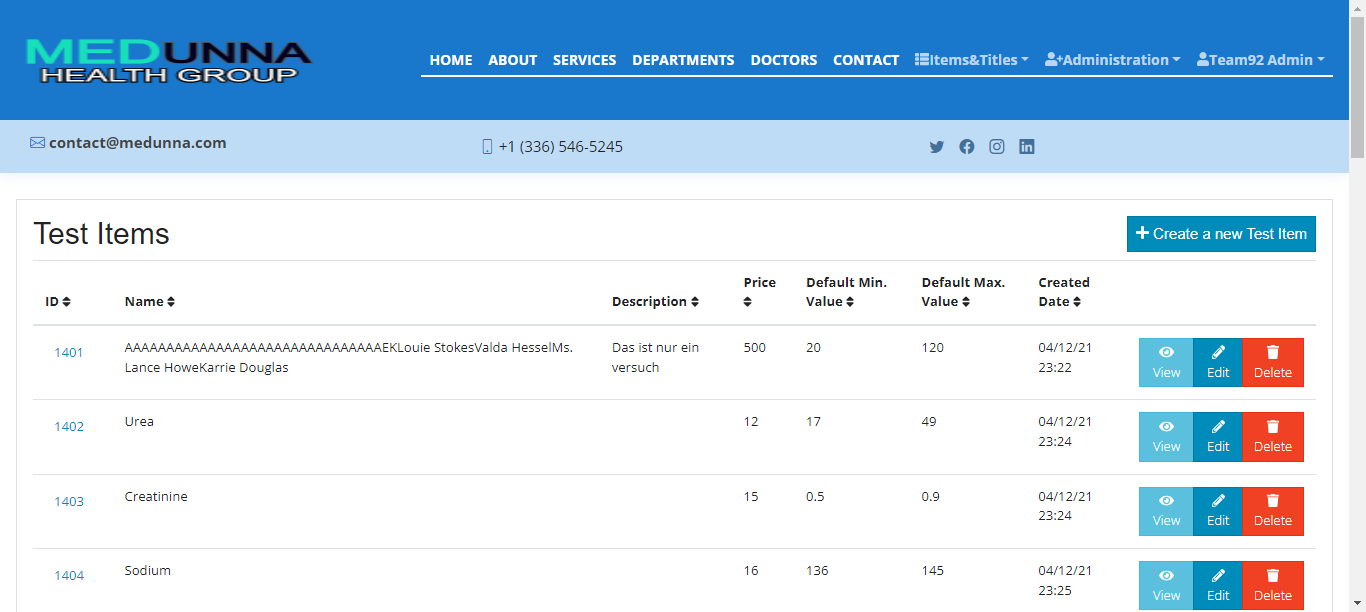 MEDUNNA
HEALTH GROUP
HOME ABOUT SERVICES DEPARTMENTS DOCTORS CONTACT Items&Titles Administration Team92 Admin
contact@medunna.com +1 (336) 546-5245
Test Items
+ Create a new Test Item
ID Name Description Price Default Min. Value Default Max. Value Created Date
1401 AAAAAAAAAAAAAAAAAAAAAAAAAAAAAAAEKLouie StokesValda HesselMs. Das ist nur ein 500 20 120 04/12/21 View Edit Delete
Lance HoweKarrie Douglas versuch 23:22
1402 Urea 12 17 49 04/12/21 View Edit Delete
23:24
1403 Creatinine 15 0.5 0.9 04/12/21 View Edit Delete
23:24
1404 Sodium 16 136 145 04/12/21 View Edit Delete
23:25